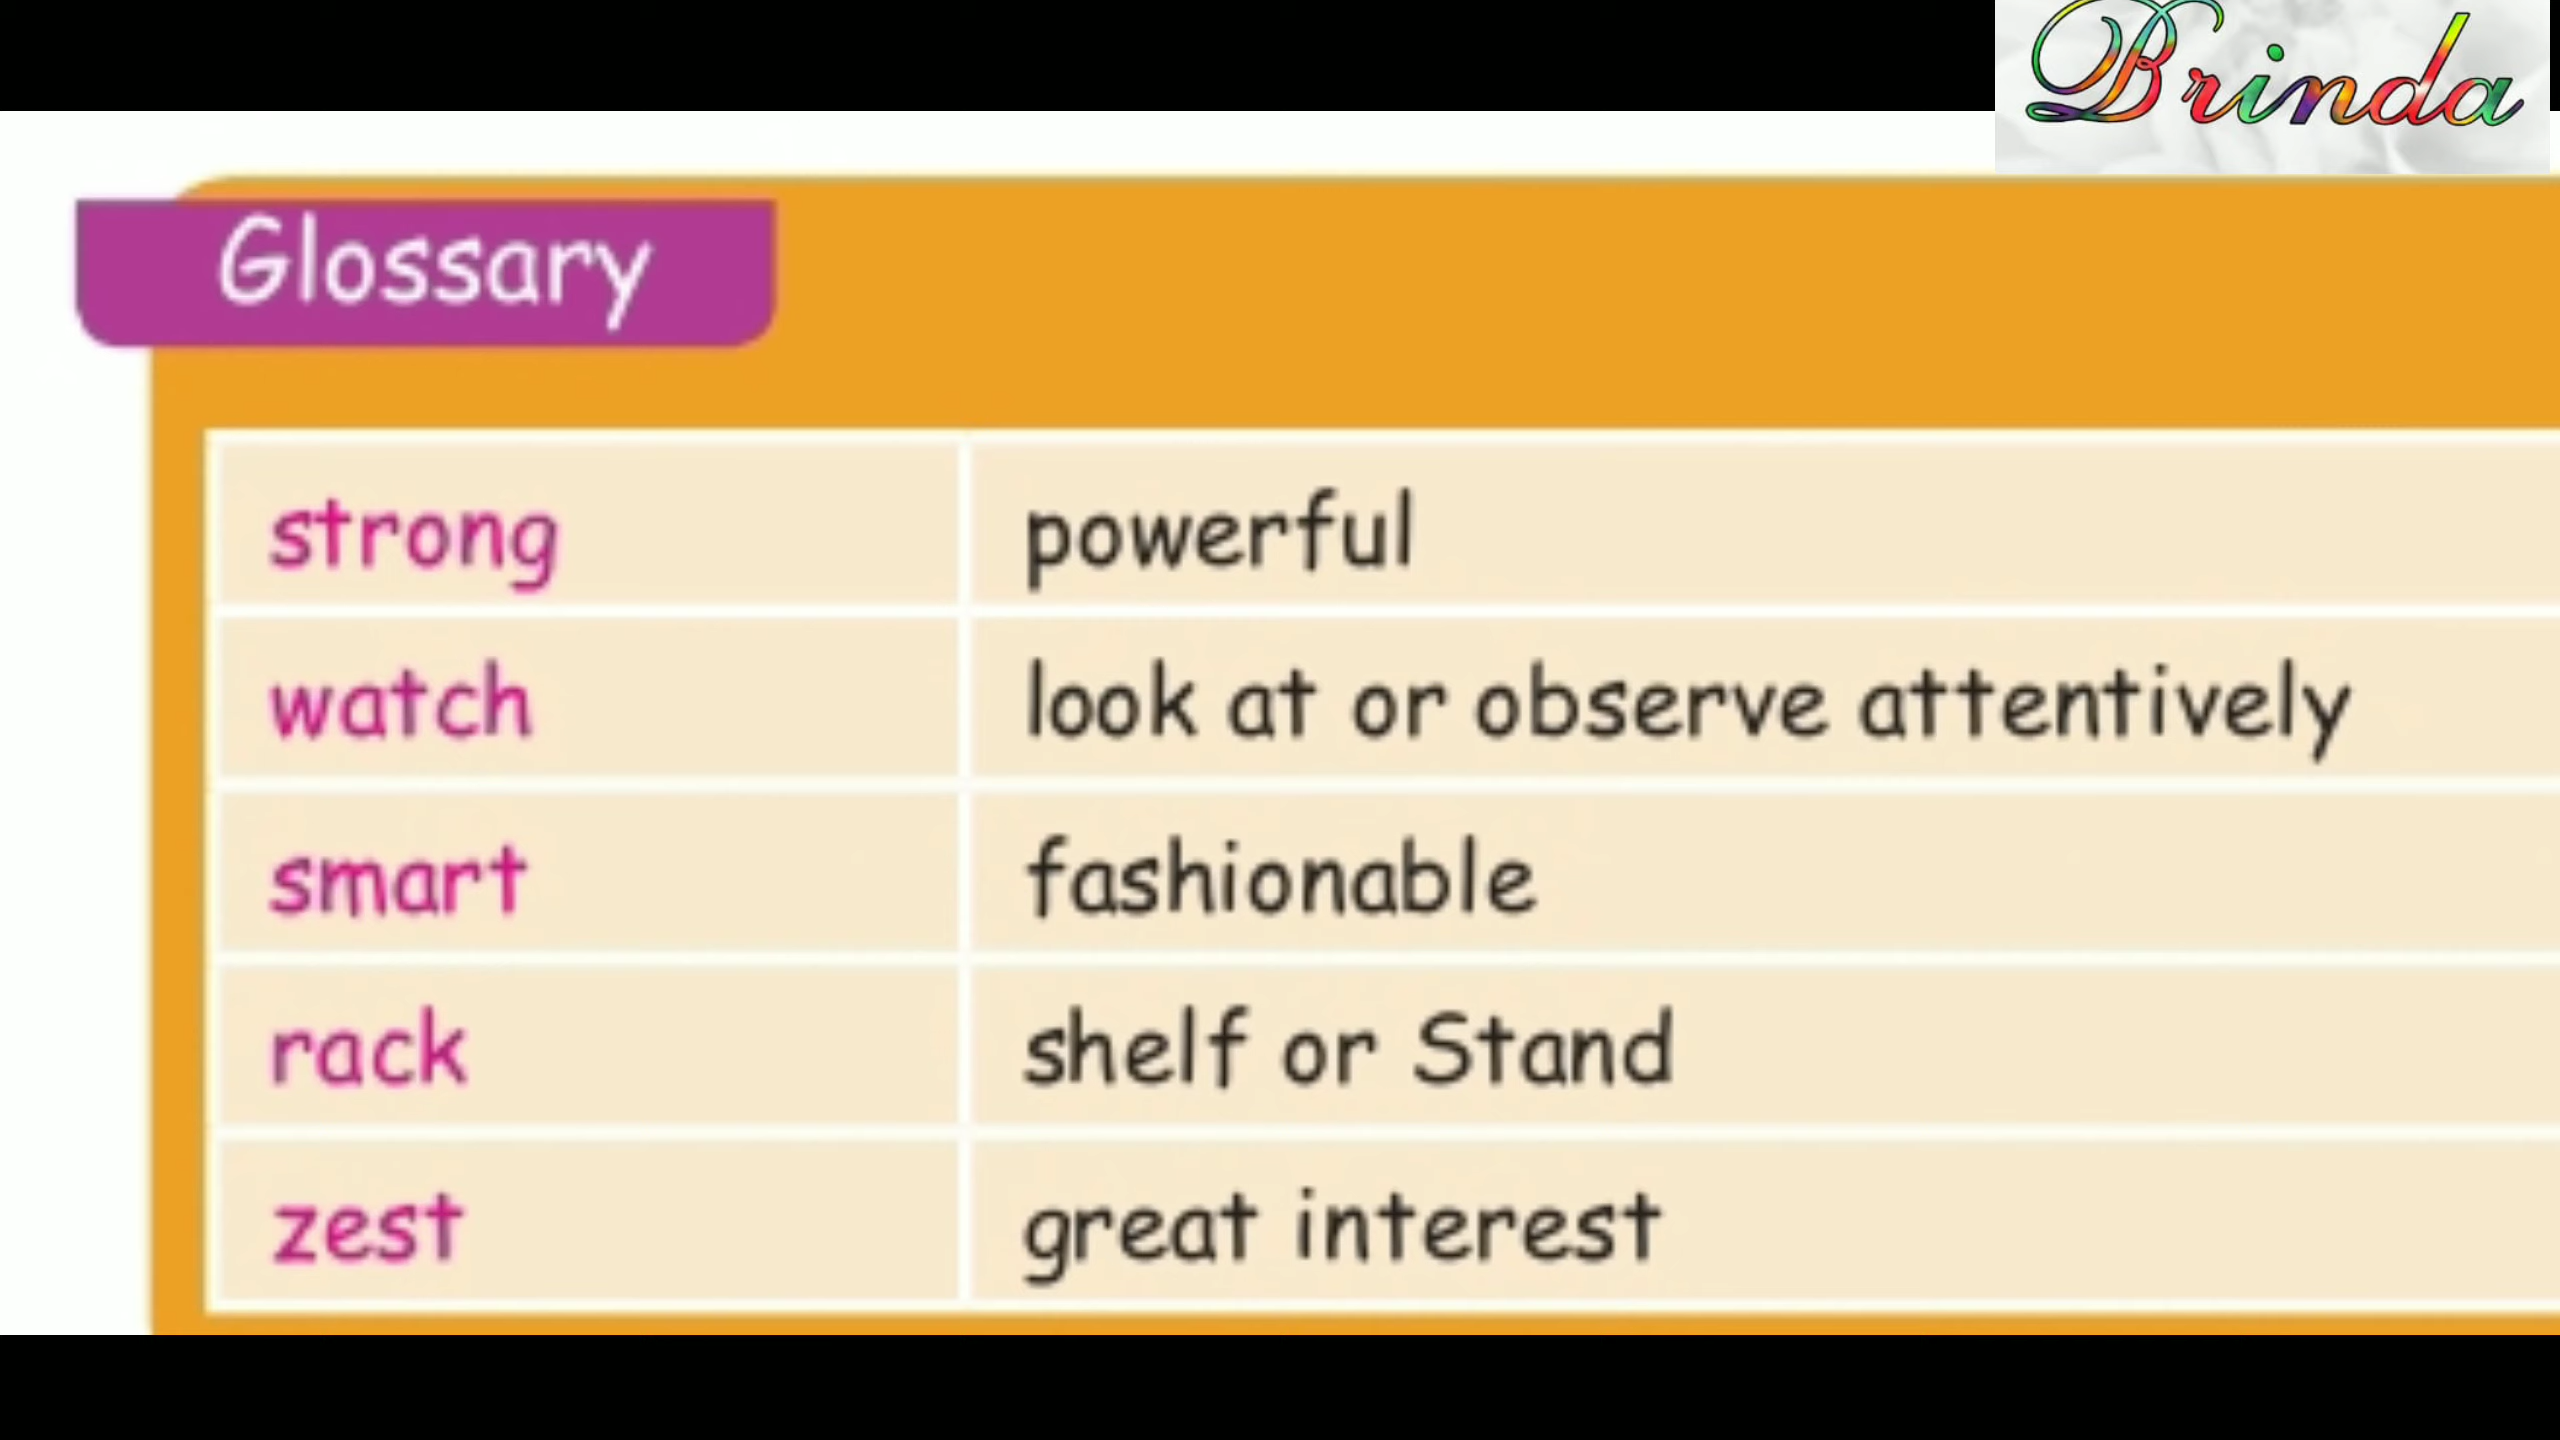 Brinda
Glossary
strong powerful
watch look at or observe attentively
smart fashionable
rack shelf or Stand
zest great interest